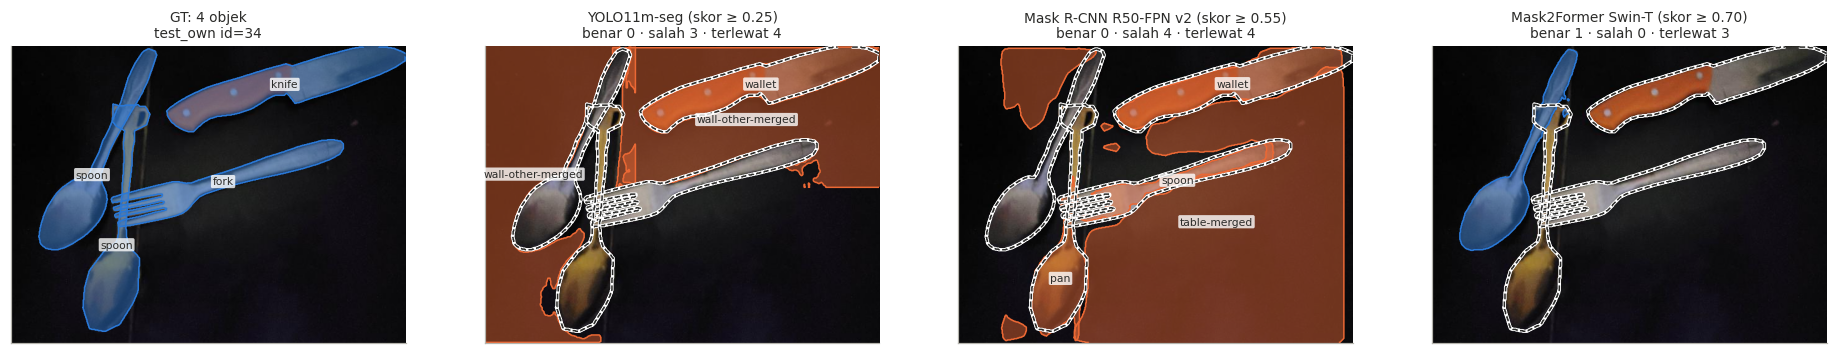 GT: 4 objek
test_own id=34
knife
spoon
fork
spoon
YOLO11m-seg (skor ≥ 0.25)
benar 0 · salah 3 · terlewat 4
wallet
wall-other-merged
wall-other-merged
Mask R-CNN R50-FPN v2 (skor ≥ 0.55)
benar 0 · salah 4 · terlewat 4
wallet
spoon
table-merged
pan
Mask2Former Swin-T (skor ≥ 0.70)
benar 1 · salah 0 · terlewat 3